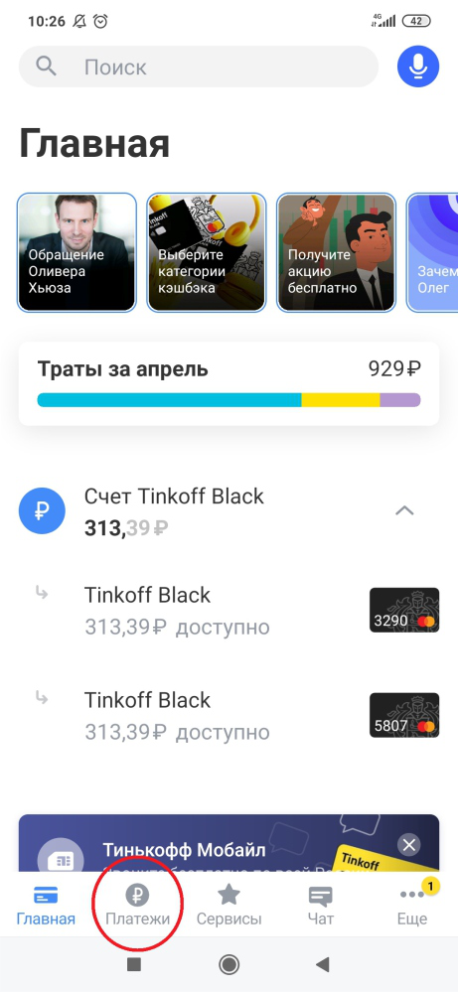 10:26
4G
42
Поиск
Главная
Обращение
Оливера
Хьюза
Tinkoff
Выберите
категории
кэшбэка
Получите
акцию
бесплатно
Зачем
Олег
Траты за апрель 929 ₽
₽
Счет Tinkoff Black
313,39 ₽
Tinkoff Black
313,39 ₽ доступно
3290
Tinkoff Black
313,39 ₽ доступно
5807
Тинькофф Мобайл
Tinkoff
1
₽
Главная Платежи Сервисы Чат Еще